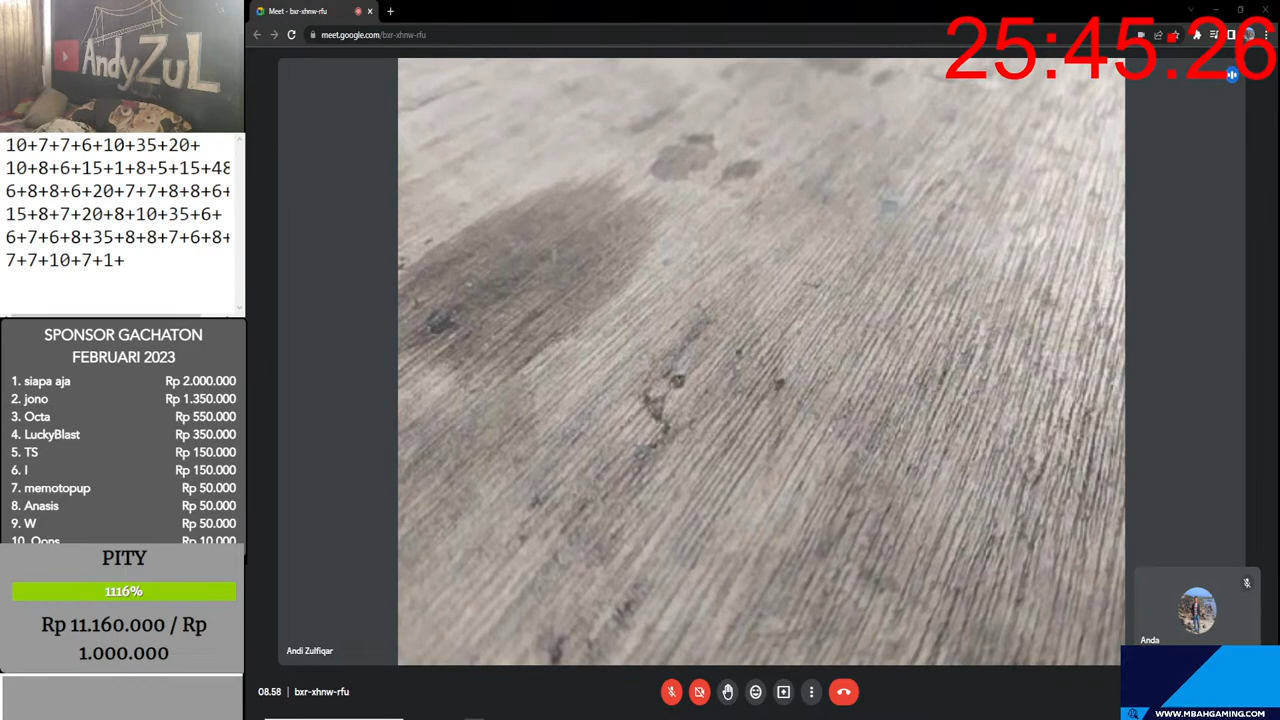 AndyZuL
10+7+7+6+10+35+20+
10+8+6+15+1+8+5+15+48
6+8+8+6+20+7+7+8+8+6+
15+8+7+20+8+10+35+6+
6+7+6+8+35+8+8+7+6+8+
7+7+10+7+1+
SPONSOR GACHATON
FEBRUARI 2023
1. siapa aja Rp 2.000.000
2. jono Rp 1.350.000
3. Octa Rp 550.000
4. LuckyBlast Rp 350.000
5. TS Rp 150.000
6. I Rp 150.000
7. memotopup Rp 50.000
8. Anasis Rp 50.000
9. W Rp 50.000
10. Oops Rp 10.000
PITY
1116%
Rp 11.160.000 / Rp
1.000.000
Meet - bxr-xhnw-rfu
meet.google.com/bxr-xhnw-rfu
25:45:26
Andi Zulfiqar
Anda
08.58 | bxr-xhnw-rfu
WWW.MBAHGAMING.COM